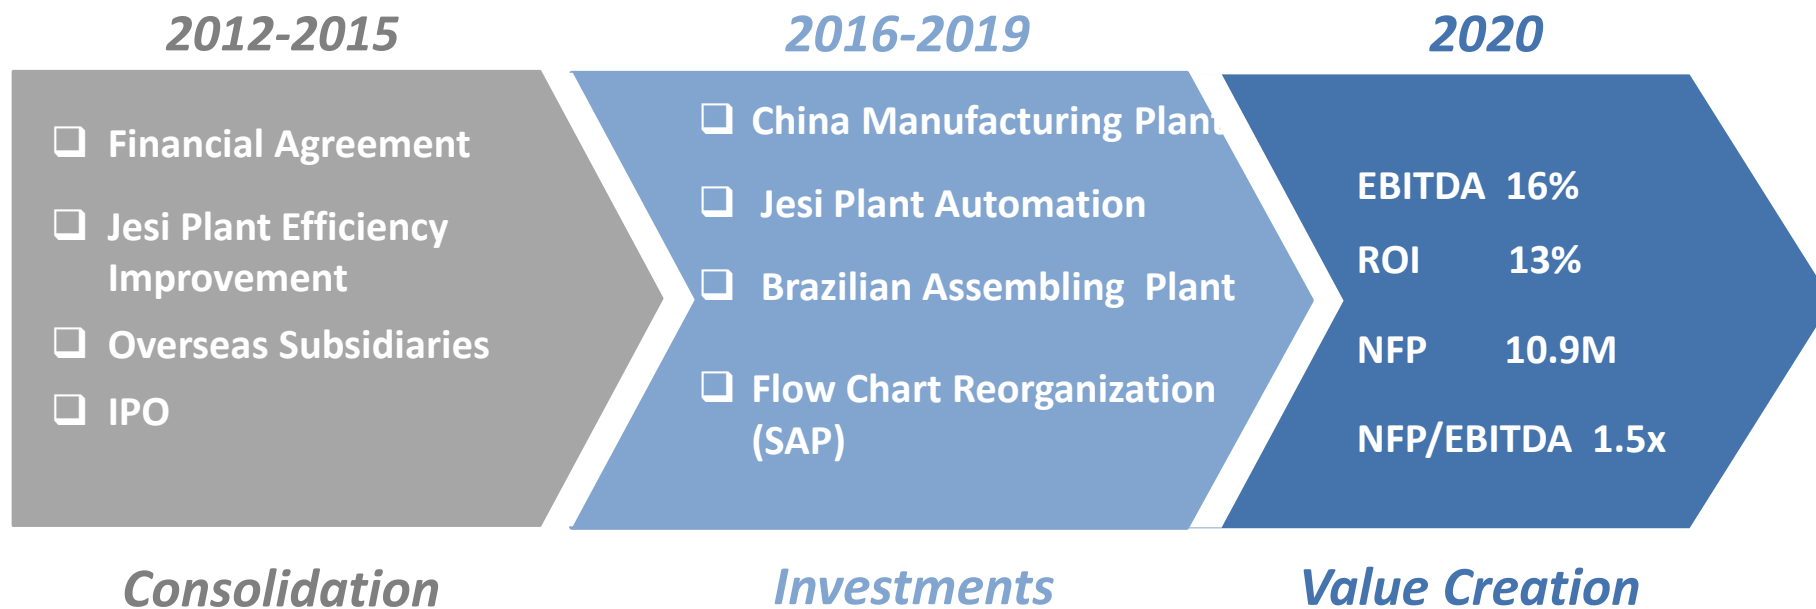 2012-2015
Financial Agreement
Jesi Plant Efficiency
Improvement
Overseas Subsidiaries
IPO
Consolidation
2016-2019
China Manufacturing Plant
Jesi Plant Automation
Brazilian Assembling Plant
Flow Chart Reorganization
(SAP)
Investments
2020
EBITDA 16%
ROI 13%
NFP 10.9M
NFP/EBITDA 1.5x
Value Creation